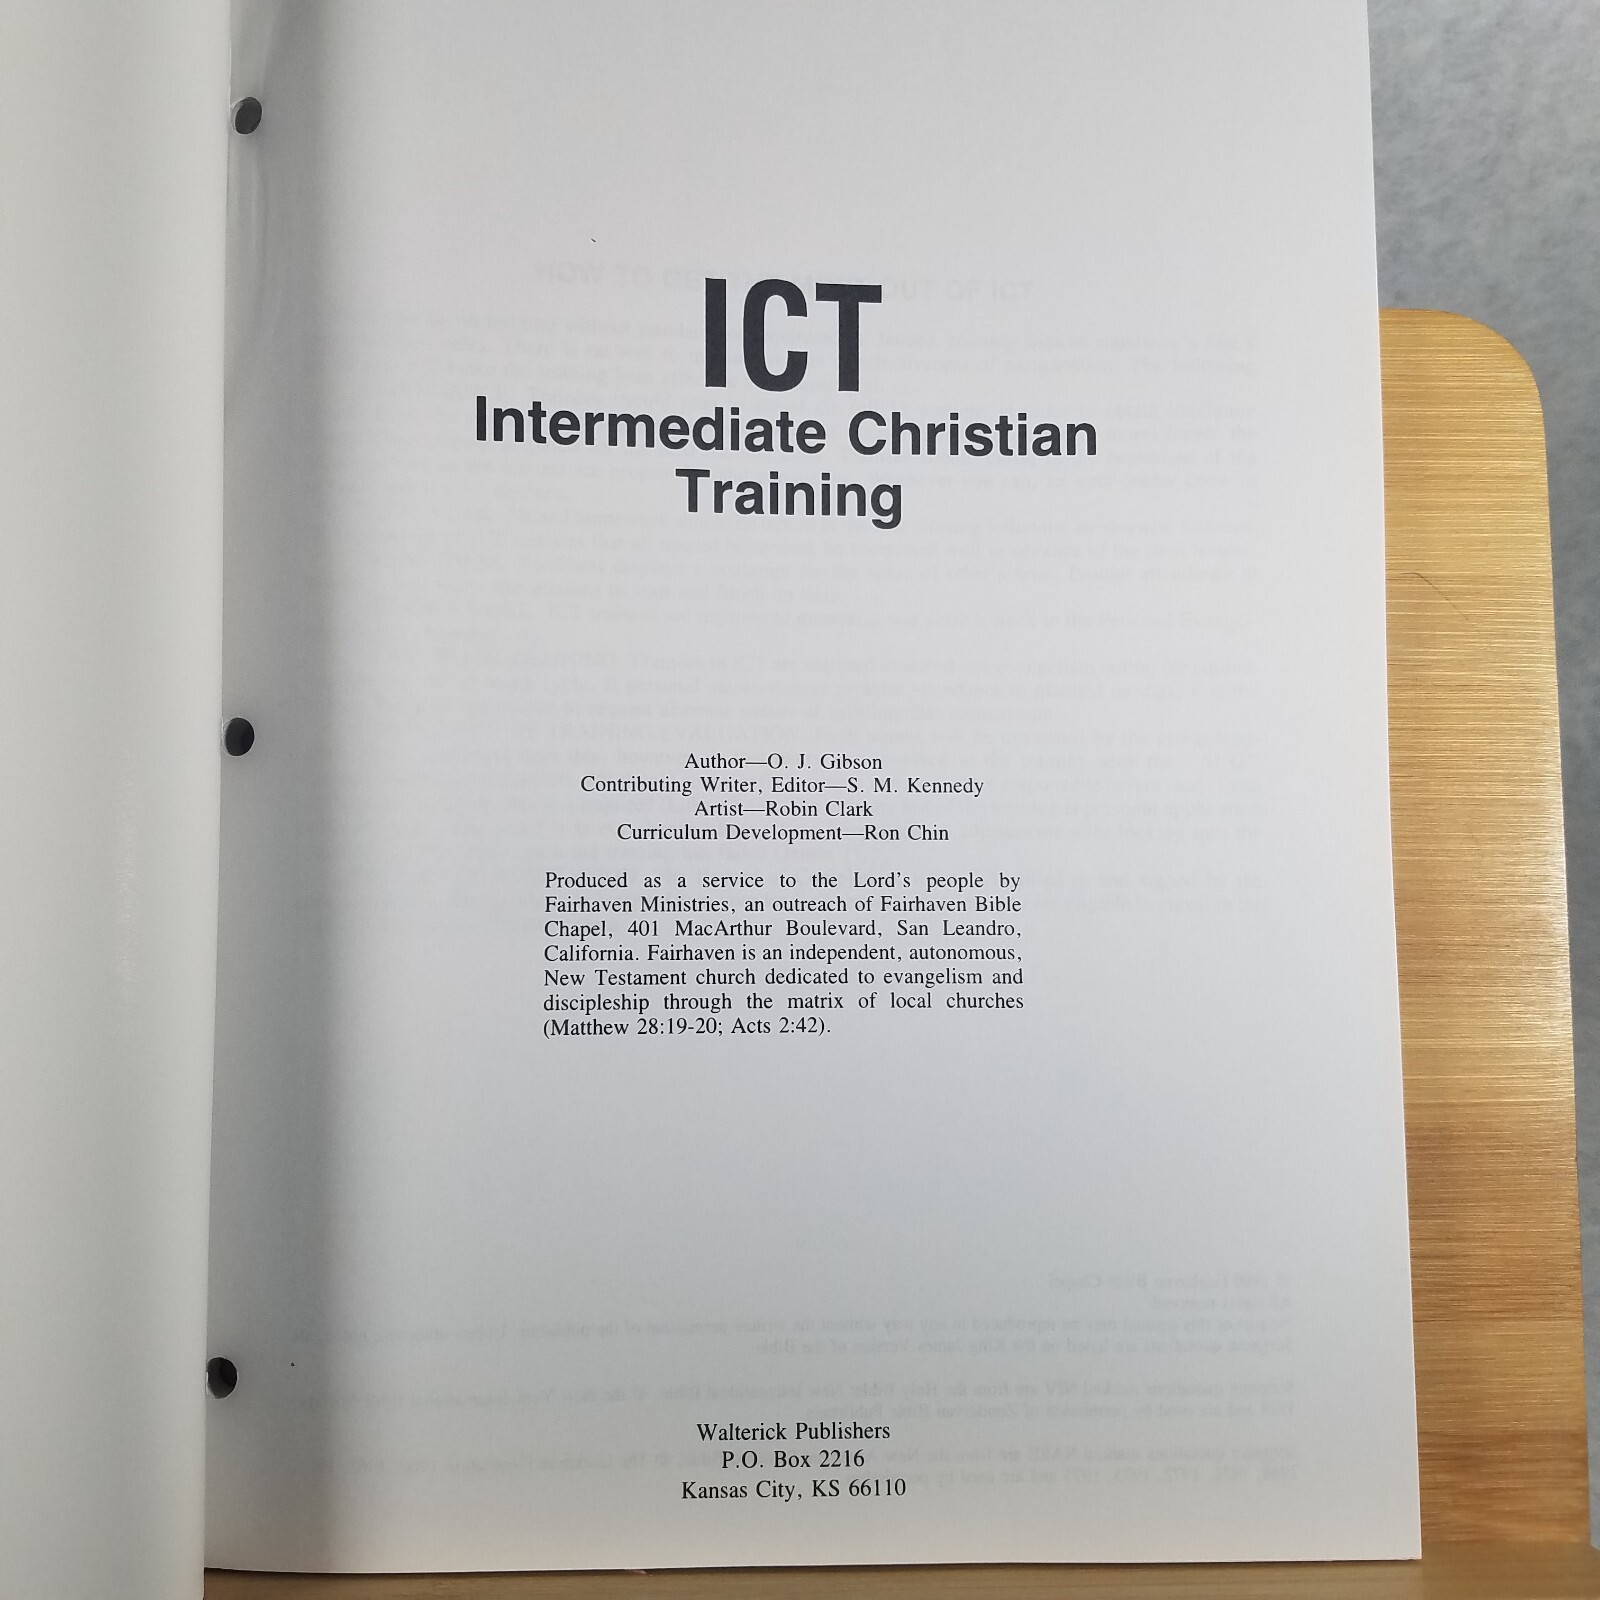 ICT
Intermediate Christian
Training
Author—O. J. Gibson
Contributing Writer, Editor—S. M. Kennedy
Artist—Robin Clark
Curriculum Development—Ron Chin
Produced as a service to the Lord's people by
Fairhaven Ministries, an outreach of Fairhaven Bible
Chapel, 401 MacArthur Boulevard, San Leandro,
California. Fairhaven is an independent, autonomous,
New Testament church dedicated to evangelism and
discipleship through the matrix of local churches
(Matthew 28:19-20; Acts 2:42).
Walterick Publishers
P.O. Box 2216
Kansas City, KS 66110